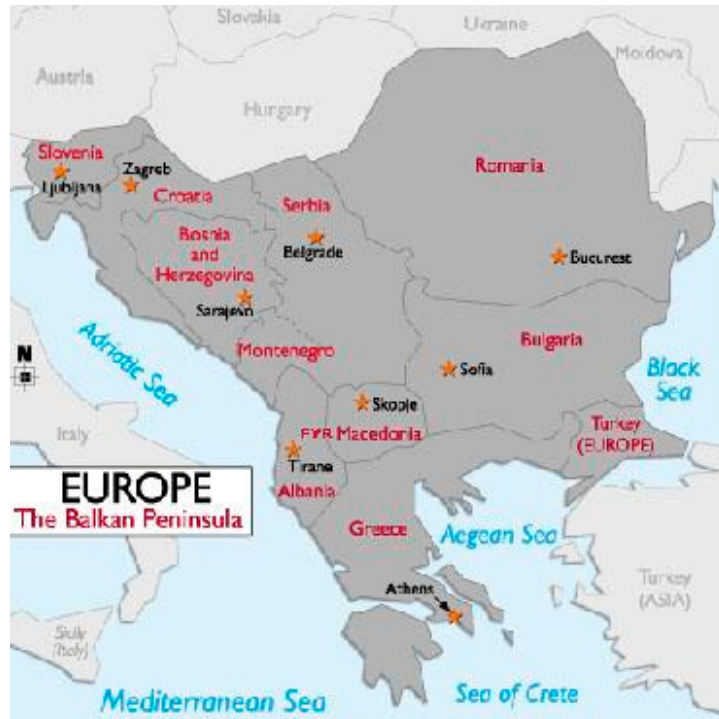 Slovakia
Ukraine
Moldova
Austria
Hungary
Slovenia
Ljubljana
Zagreb
Croatia
Romania
Serbia
Belgrade
Bosnia
and
Herzegovina
Sarajevo
Bucurest
Adriatic Sea
Montenegro
Bulgaria
Sofia
Black
Sea
N
Skopje
FYR Macedonia
Turkey
(EUROPE)
Italy
Tirane
Albania
EUROPE
The Balkan Peninsula
Greece
Aegean Sea
Athens
Turkey
(ASIA)
Sicily
(Italy)
Mediterranean Sea
Sea of Crete